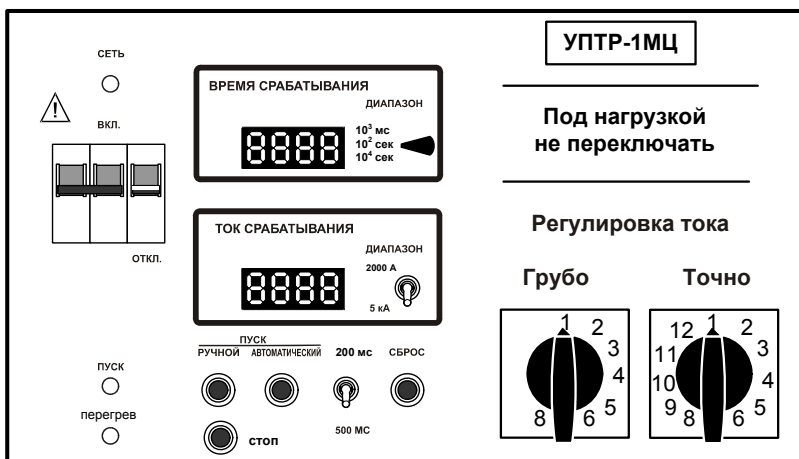 УПТР-1МЦ
СЕТЬ
ВРЕМЯ СРАБАТЫВАНИЯ
ДИАПАЗОН
8888
10³ мс
10² сек
10⁴ сек
ВКЛ.
ОТКЛ.
Под нагрузкой
не переключать
ТОК СРАБАТЫВАНИЯ
ДИАПАЗОН
8888
2000 А
5 кА
Регулировка тока
Грубо
Точно
1 2 3 4 5 6 8
1 2 3 4 5 6 8 9 10 11 12
ПУСК
РУЧНОЙ АВТОМАТИЧЕСКИЙ 200 мс СБРОС
500 МС
СТОП
ПУСК
перегрев